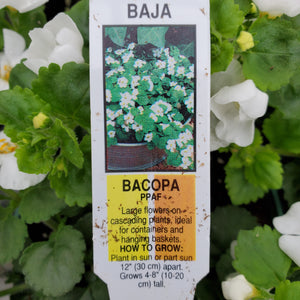 BAJA
BACOPA
PPAF
Large flowers on
cascading plants, ideal
for containers and
hanging baskets.
HOW TO GROW:
Plant in sun or part sun
12" (30 cm) apart.
Grows 4-8" (10-20
cm) tall.